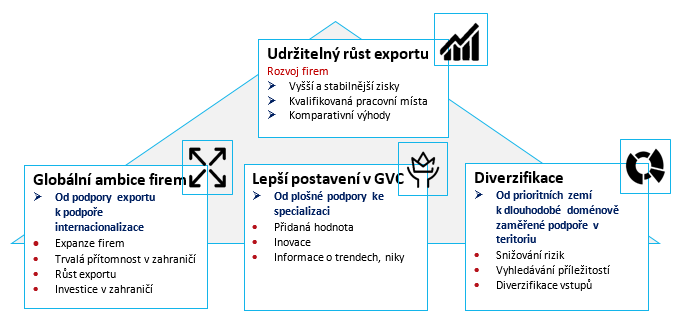 Udržitelný růst exportu
Rozvoj firem
Vyšší a stabilnější zisky
Kvalifikovaná pracovní místa
Komparativní výhody
Globální ambice firem
Od podpory exportu
k podpoře
internacionalizace
Expanze firem
Trvalá přítomnost v zahraničí
Růst exportu
Investice v zahraničí
Lepší postavení v GVC
Od plošné podpory ke
specializaci
Přidaná hodnota
Inovace
Informace o trendech, niky
Diverzifikace
Od prioritních zemí
k dlouhodobé doménově
zaměřené podpoře v
teritoriu
Snižování rizik
Vyhledávání příležitostí
Diverzifikace vstupů